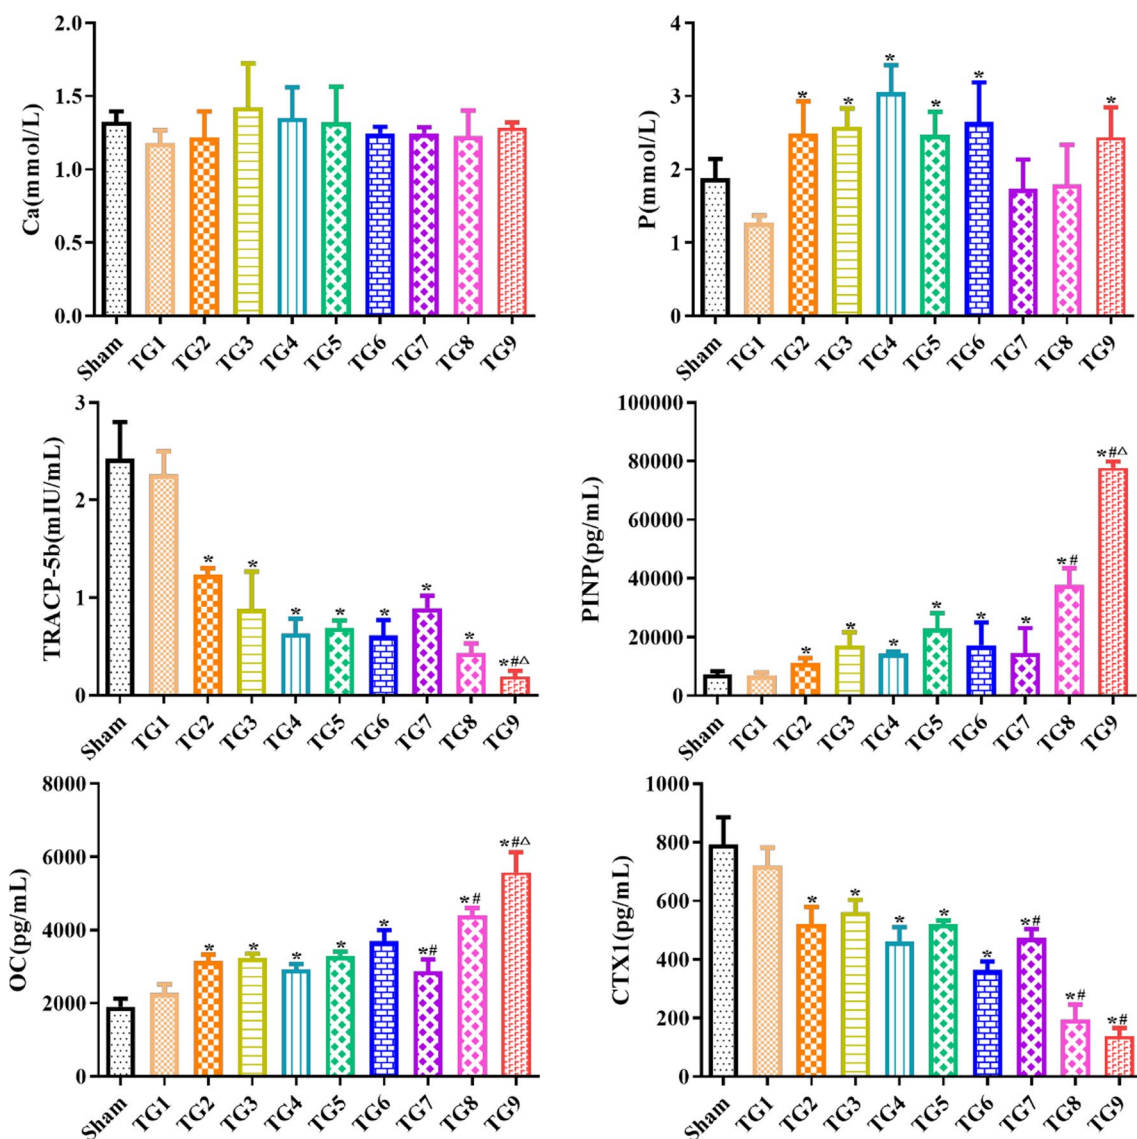 Ca(mmol/L)
2.0
1.5
1.0
0.5
0.0
Sham TG1 TG2 TG3 TG4 TG5 TG6 TG7 TG8 TG9
P(mmol/L)
4
3
2
1
0
* * * * * *
Sham TG1 TG2 TG3 TG4 TG5 TG6 TG7 TG8 TG9
TRACP-5b(mIU/mL)
3
2
1
0
* * * * * * * *#△
Sham TG1 TG2 TG3 TG4 TG5 TG6 TG7 TG8 TG9
PINP(pg/mL)
100000
80000
60000
40000
20000
0
* * * * * * *# *#△
Sham TG1 TG2 TG3 TG4 TG5 TG6 TG7 TG8 TG9
OC(pg/mL)
8000
6000
4000
2000
0
* * * * * *# *# *#△
Sham TG1 TG2 TG3 TG4 TG5 TG6 TG7 TG8 TG9
CTX1(pg/mL)
1000
800
600
400
200
0
* * * * * *# *# *#
Sham TG1 TG2 TG3 TG4 TG5 TG6 TG7 TG8 TG9